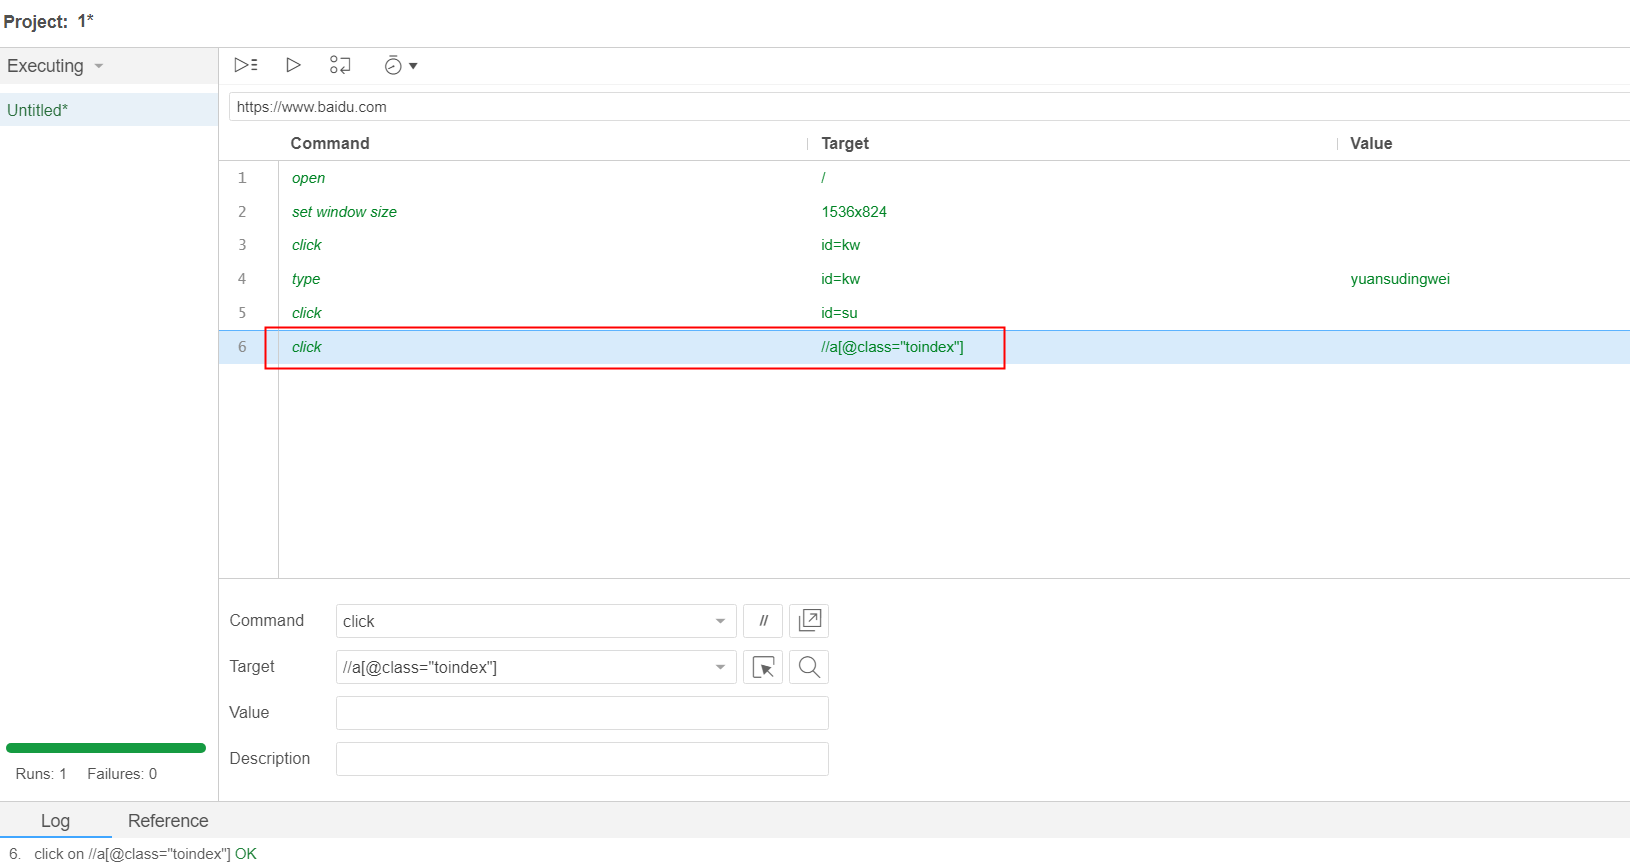 Project: 1*
Executing
Untitled*
https://www.baidu.com
Command Target Value
1 open /
2 set window size 1536x824
3 click id=kw
4 type id=kw yuansudingwei
5 click id=su
6 click //a[@class="toindex"]
Command click //
Target //a[@class="toindex"]
Value
Description
Runs: 1 Failures: 0
Log Reference
6. click on //a[@class="toindex"] OK